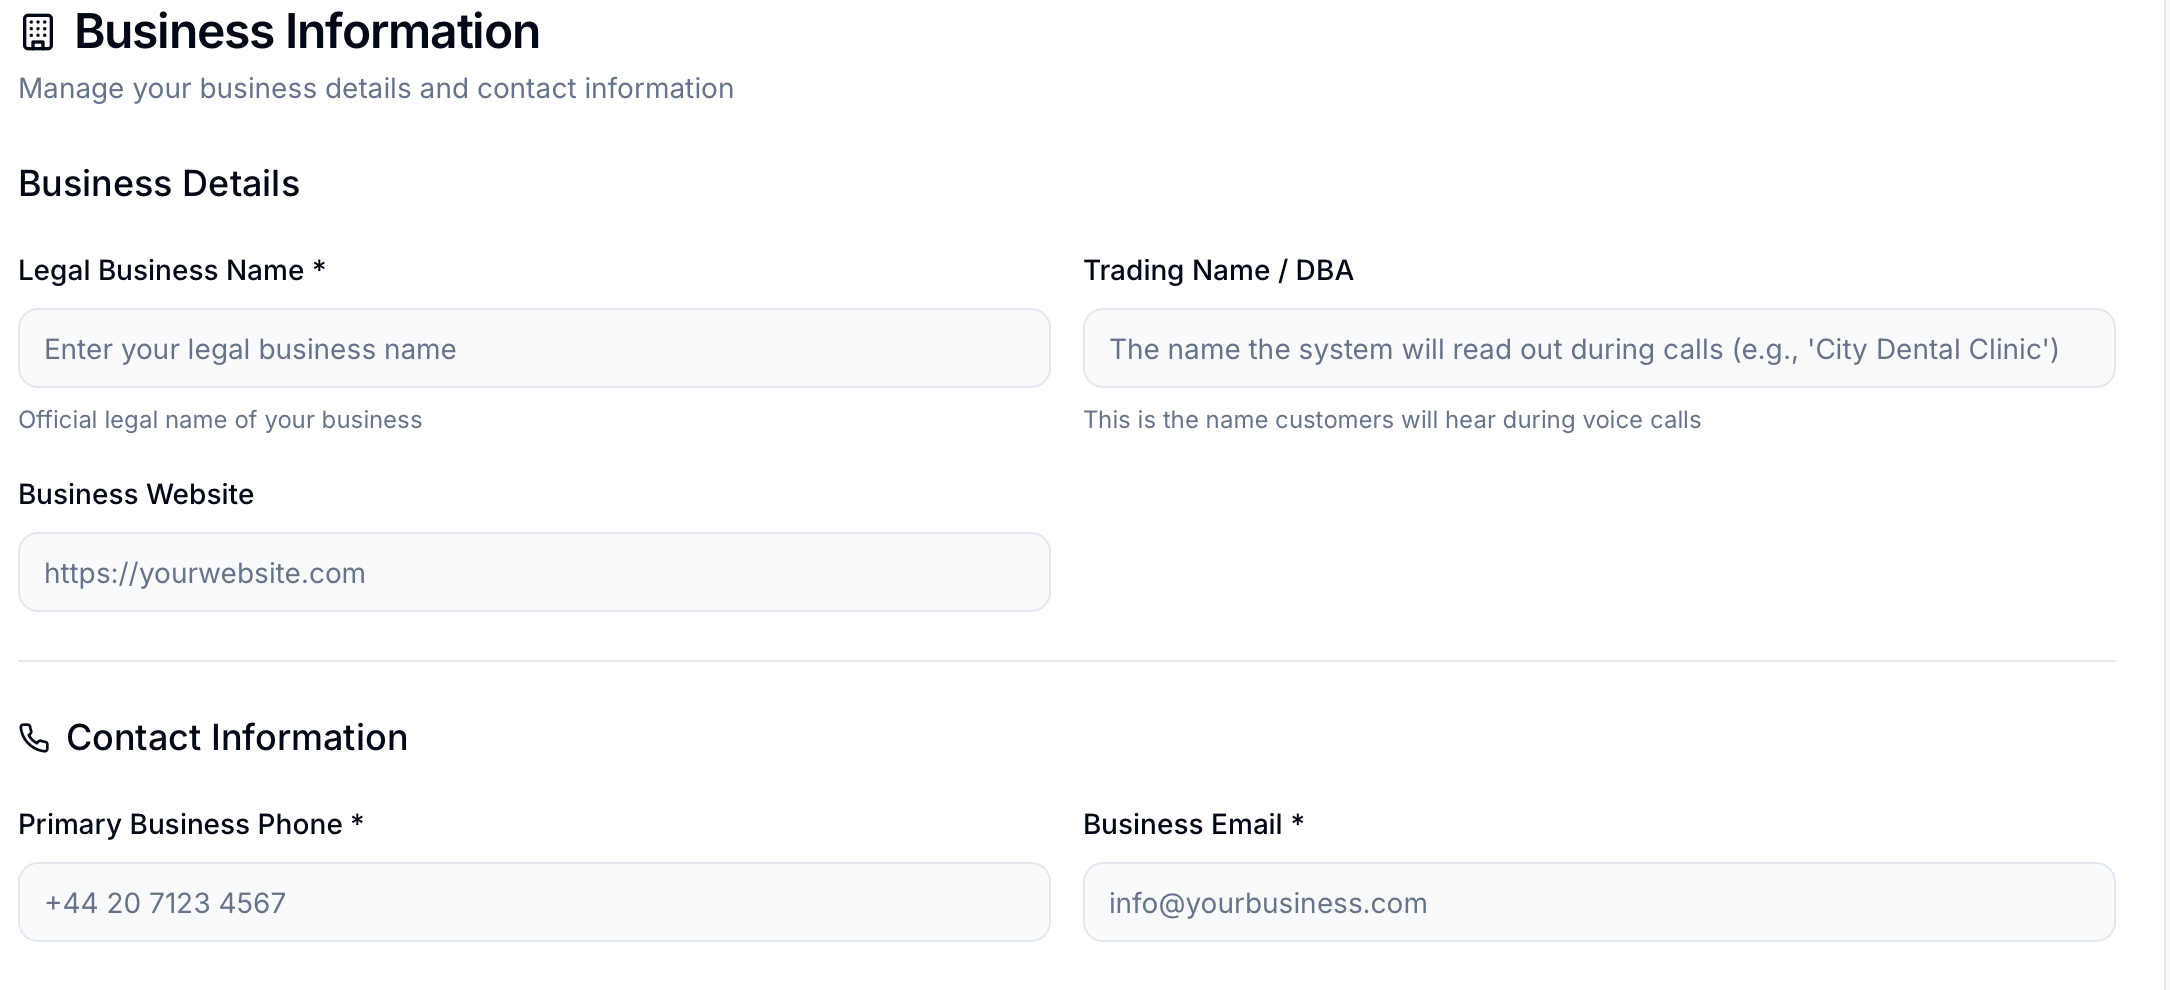 Business Information
Manage your business details and contact information
Business Details
Legal Business Name *
Enter your legal business name
Official legal name of your business
Trading Name / DBA
The name the system will read out during calls (e.g., 'City Dental Clinic')
This is the name customers will hear during voice calls
Business Website
https://yourwebsite.com
Contact Information
Primary Business Phone *
+44 20 7123 4567
Business Email *
info@yourbusiness.com